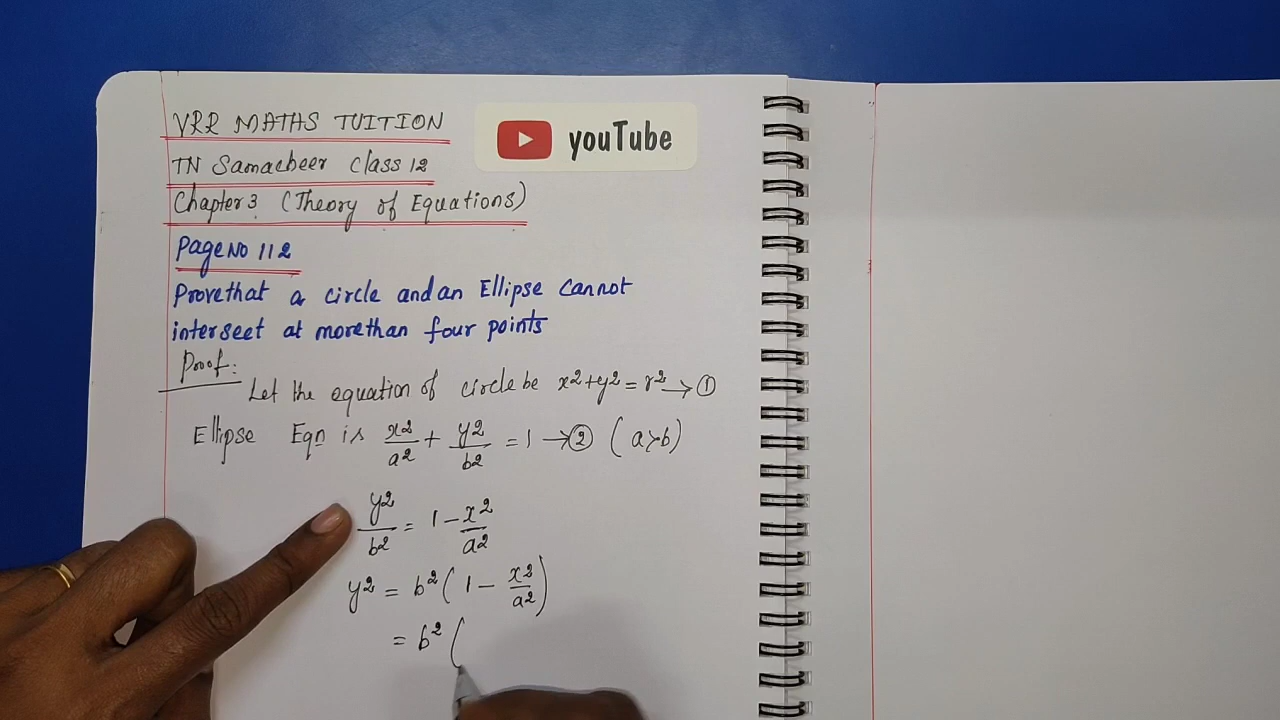 VRR MATHS TUITION
youTube
TN Samacheer Class 12
Chapter 3 (Theory of Equations)
Page No 112
Prove that a circle and an Ellipse cannot
intersect at more than four points
Proof:
Let the equation of circle be x2+y2 = r2 → ①
Ellipse Eqn is x2/a2 + y2/b2 = 1 → ② (a>b)
y2/b2 = 1 - x2/a2
y2 = b2 ( 1 - x2/a2 )
= b2 (